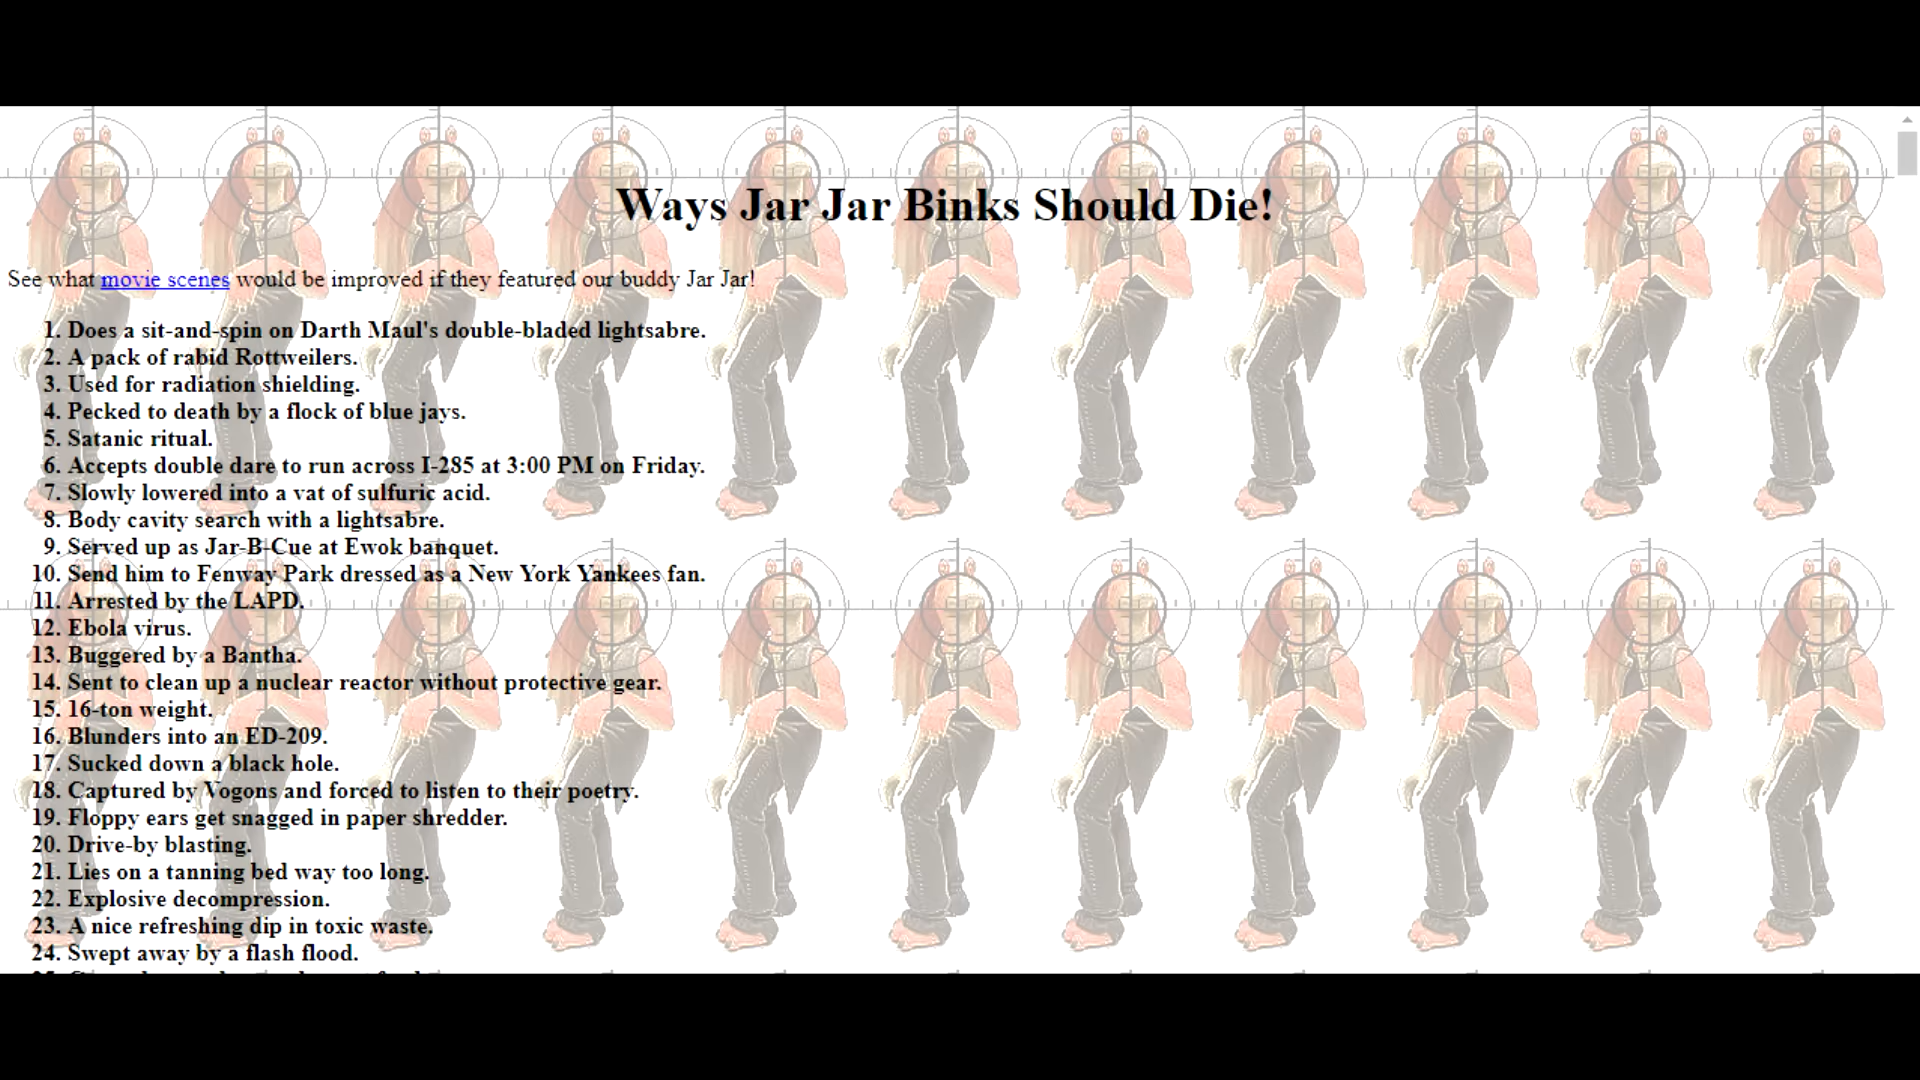 Ways Jar Jar Binks Should Die!
See what movie scenes would be improved if they featured our buddy Jar Jar!
1. Does a sit-and-spin on Darth Maul's double-bladed lightsabre.
2. A pack of rabid Rottweilers.
3. Used for radiation shielding.
4. Pecked to death by a flock of blue jays.
5. Satanic ritual.
6. Accepts double dare to run across I-285 at 3:00 PM on Friday.
7. Slowly lowered into a vat of sulfuric acid.
8. Body cavity search with a lightsabre.
9. Served up as Jar-B-Cue at Ewok banquet.
10. Send him to Fenway Park dressed as a New York Yankees fan.
11. Arrested by the LAPD.
12. Ebola virus.
13. Buggered by a Bantha.
14. Sent to clean up a nuclear reactor without protective gear.
15. 16-ton weight.
16. Blunders into an ED-209.
17. Sucked down a black hole.
18. Captured by Vogons and forced to listen to their poetry.
19. Floppy ears get snagged in paper shredder.
20. Drive-by blasting.
21. Lies on a tanning bed way too long.
22. Explosive decompression.
23. A nice refreshing dip in toxic waste.
24. Swept away by a flash flood.